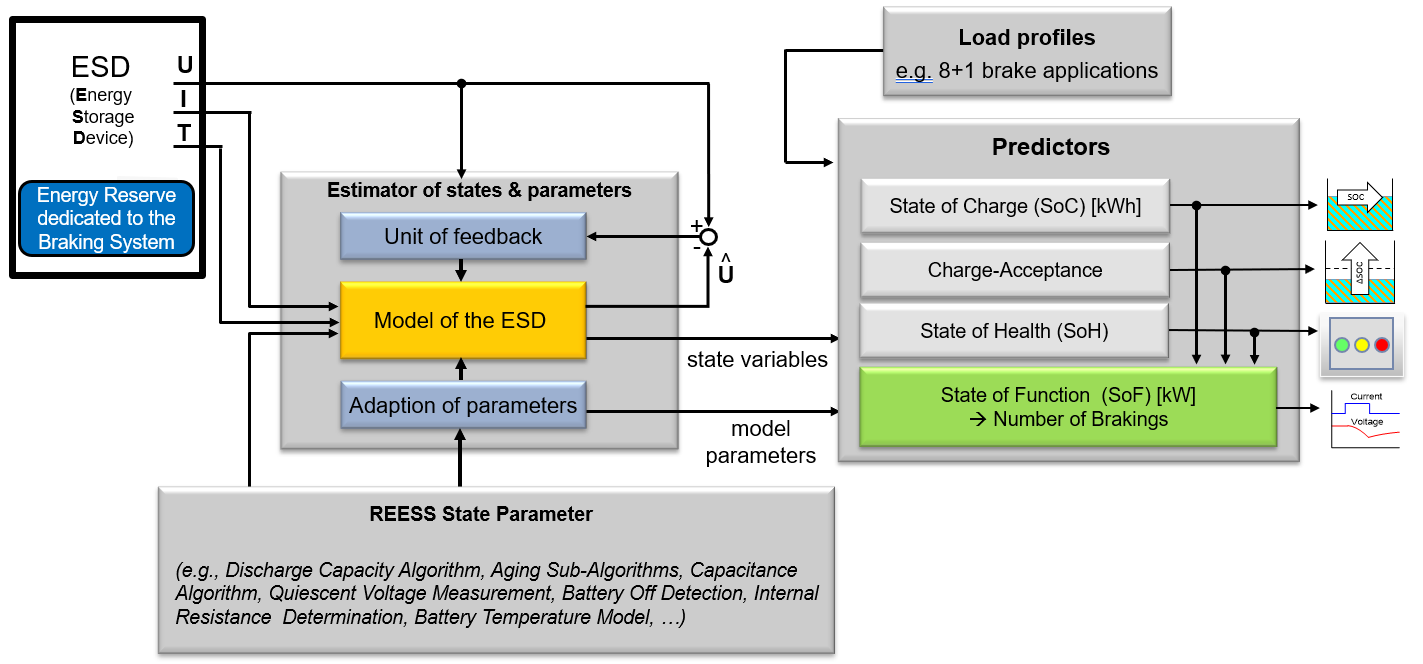 ESD
(Energy
Storage
Device)
U
I
T
Energy Reserve
dedicated to the
Braking System
Load profiles
e.g. 8+1 brake applications
Estimator of states & parameters
Unit of feedback
Model of the ESD
Adaption of parameters
+
-
^
U
state variables
model
parameters
Predictors
State of Charge (SoC) [kWh]
Charge-Acceptance
State of Health (SoH)
State of Function  (SoF) [kW]
→ Number of Brakings
SOC
ΔSOC
Current
Voltage
REESS State Parameter
(e.g., Discharge Capacity Algorithm, Aging Sub-Algorithms, Capacitance
Algorithm, Quiescent Voltage Measurement, Battery Off Detection, Internal
Resistance  Determination, Battery Temperature Model, …)